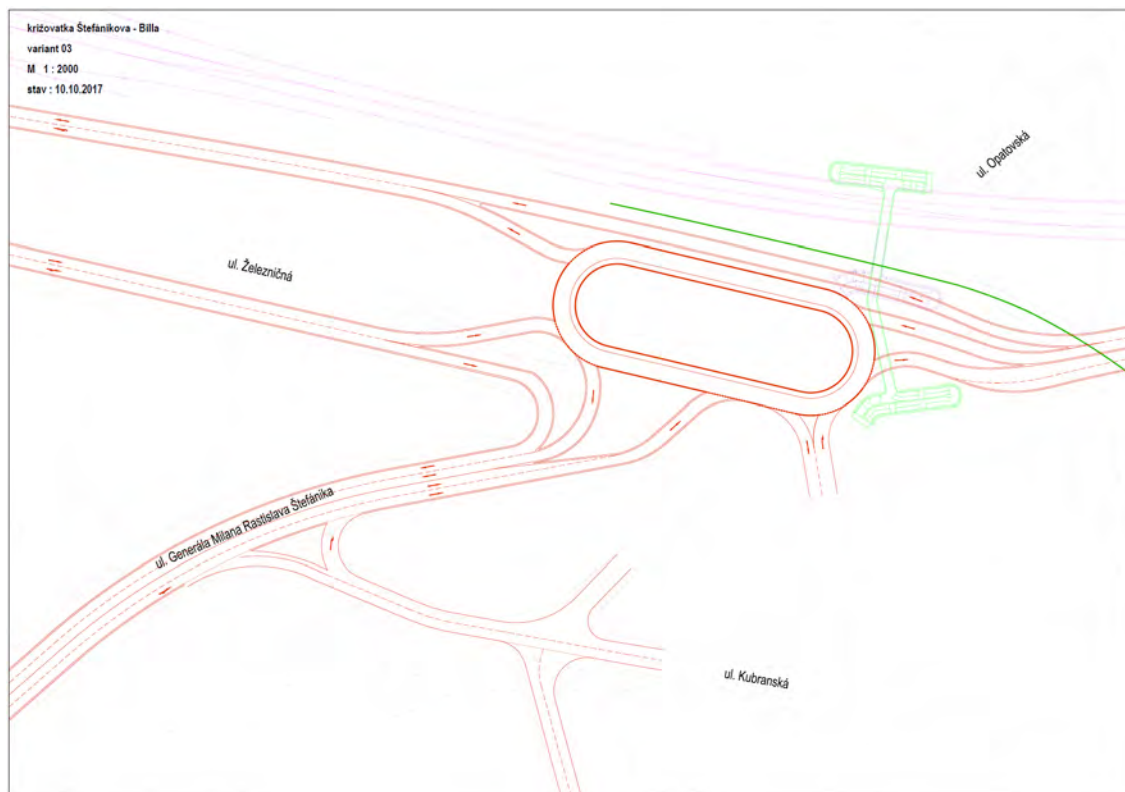 križovatka Štefánikova - Billa
variant 03
M 1 : 2000
stav : 10.10.2017
ul. Opatovská
ul. Železničná
ul. Generála Milana Rastislava Štefánika
ul. Kubranská